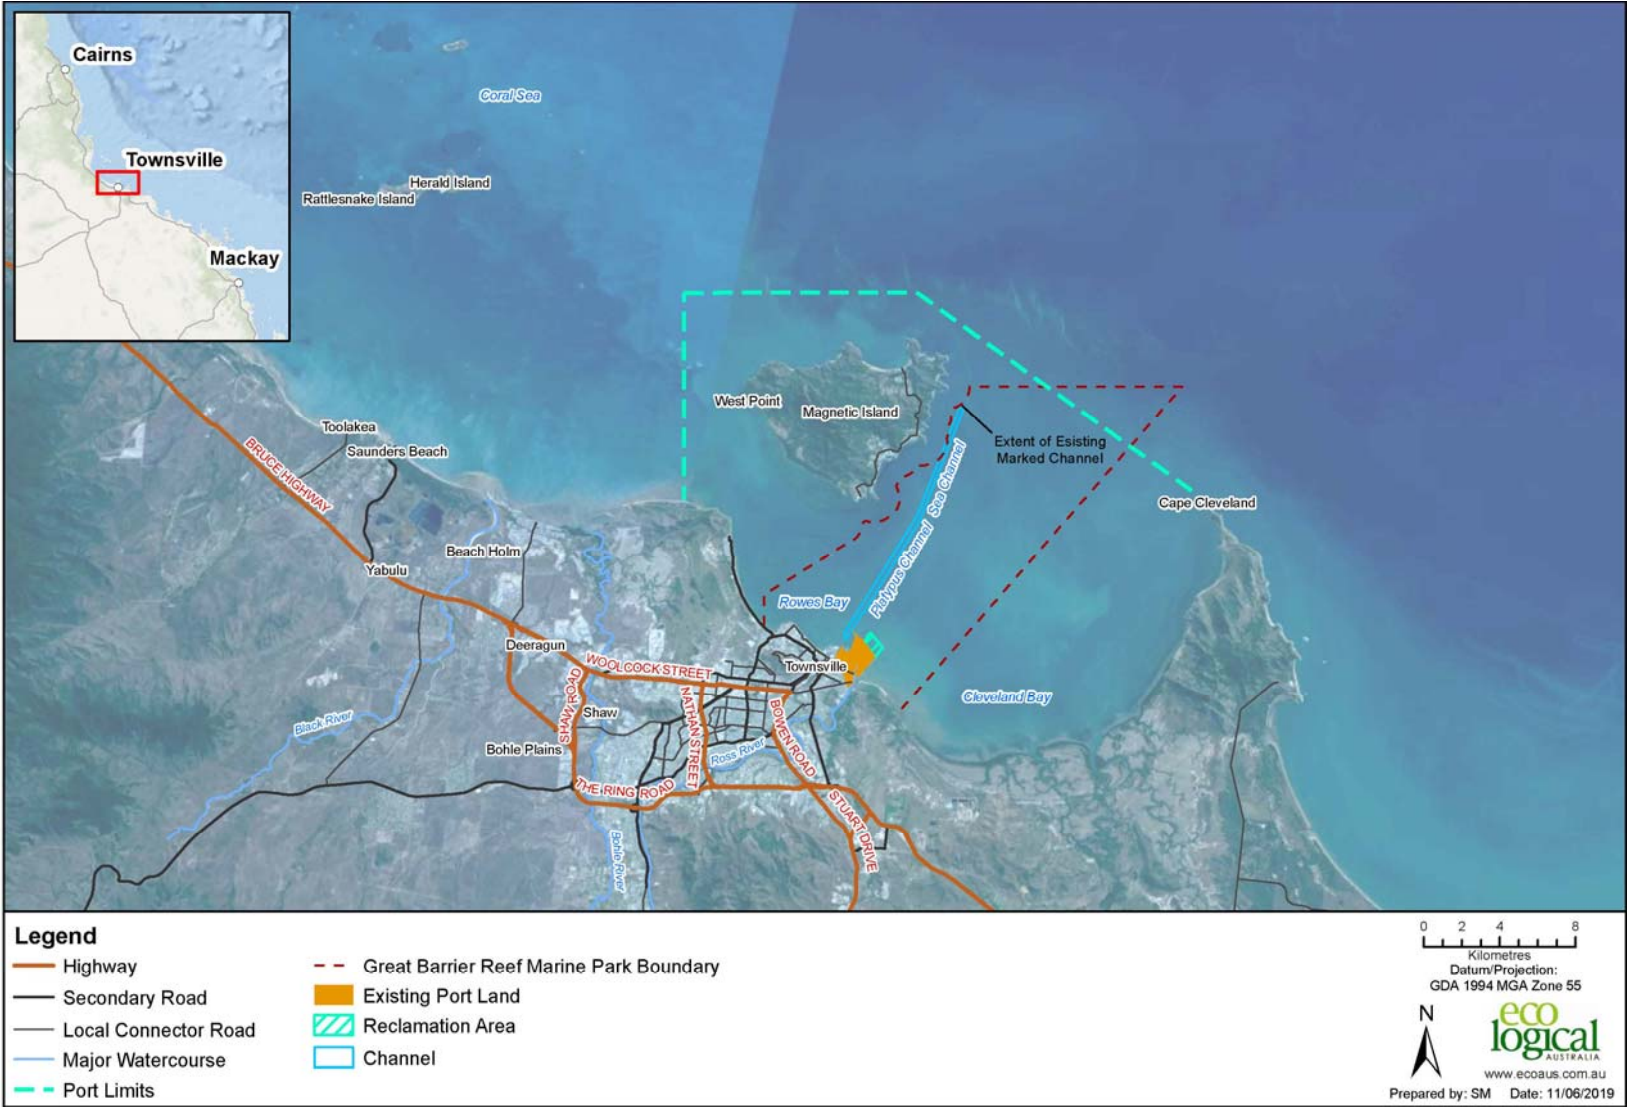 Cairns
Townsville
Mackay
Coral Sea
Herald Island
Rattlesnake Island
West Point
Magnetic Island
Extent of Esisting
Marked Channel
Sea Channel
Platypus Channel
Cape Cleveland
Toolakea
Saunders Beach
BRUCE HIGHWAY
Beach Holm
Yabulu
Rowes Bay
Deeragun
WOOLCOCK STREET
Townsville
SHAW ROAD
Shaw
NATHAN STREET
BOWEN ROAD
Cleveland Bay
Black River
Bohle Plains
Ross River
THE RING ROAD
STUART DRIVE
Bohle River
Legend
Highway
Secondary Road
Local Connector Road
Major Watercourse
Port Limits
Great Barrier Reef Marine Park Boundary
Existing Port Land
Reclamation Area
Channel
0 2 4 8
Kilometres
Datum/Projection:
GDA 1994 MGA Zone 55
N
eco
logical
AUSTRALIA
www.ecoaus.com.au
Prepared by: SM Date: 11/06/2019